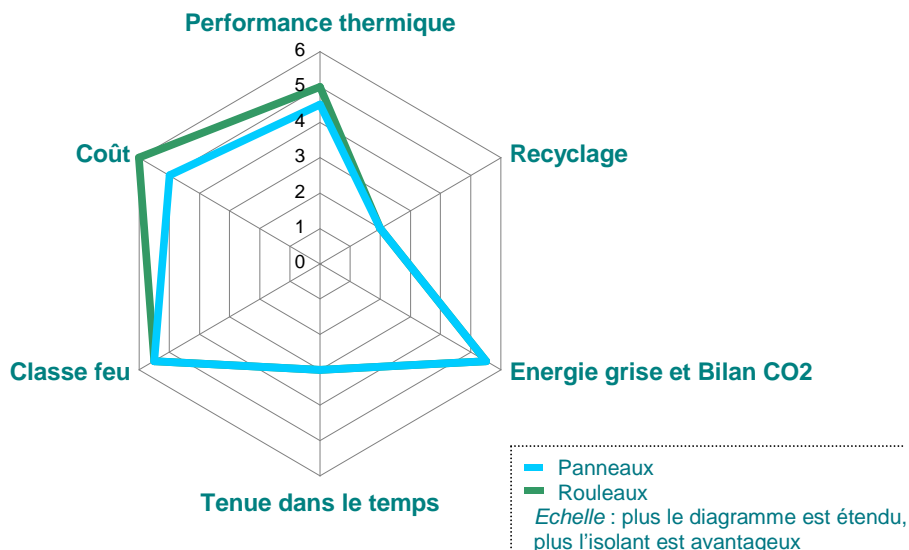 Performance thermique
6
5
4
3
2
1
0
Coût
Recyclage
Classe feu
Energie grise et Bilan CO2
Tenue dans le temps
Panneaux
Rouleaux
Echelle : plus le diagramme est étendu,
plus l'isolant est avantageux